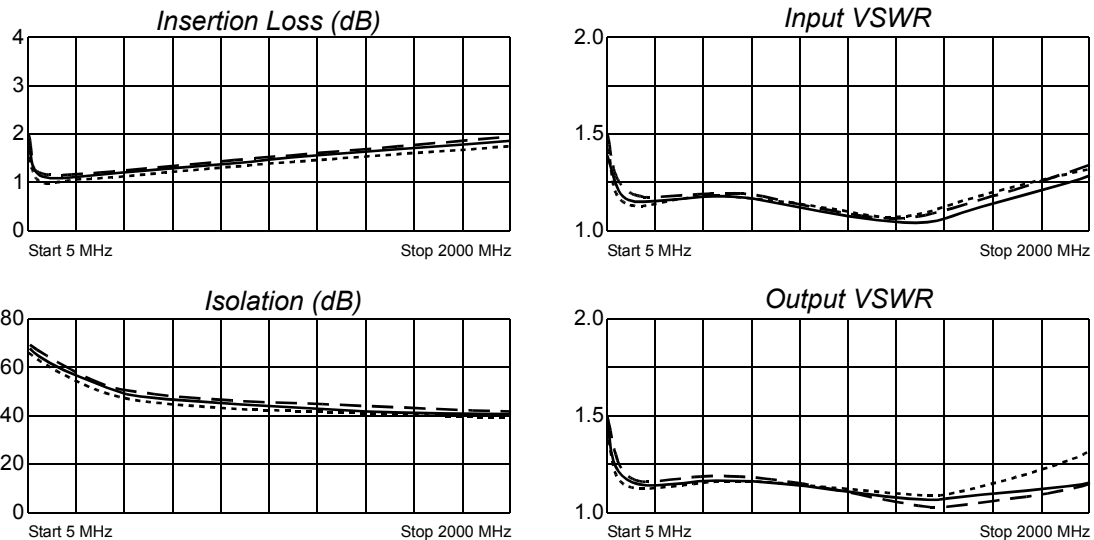 Insertion Loss (dB)
4
3
2
1
0
Start 5 MHz
Stop 2000 MHz
Input VSWR
2.0
1.5
1.0
Start 5 MHz
Stop 2000 MHz
Isolation (dB)
80
60
40
20
0
Start 5 MHz
Stop 2000 MHz
Output VSWR
2.0
1.5
1.0
Start 5 MHz
Stop 2000 MHz